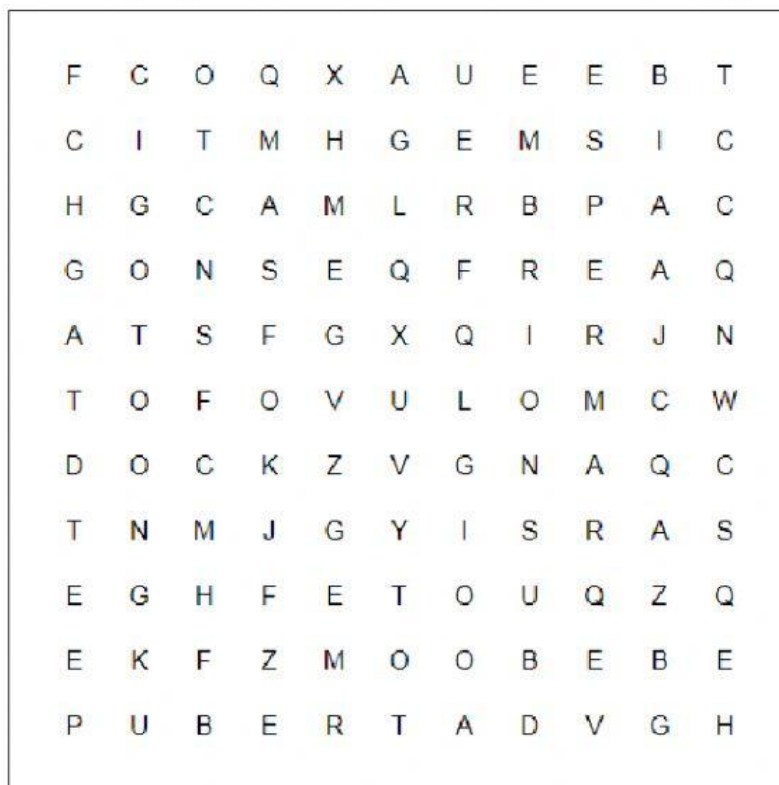 F C O Q X A U E E B T
C I T M H G E M S I C
H G C A M L R B P A C
G O N S E Q F R E A Q
A T S F G X Q I R J N
T O F O V U L O M C W
D O C K Z V G N A Q C
T N M J G Y I S R A S
E G H F E T O U Q Z Q
E K F Z M O O B E B E
P U B E R T A D V G H